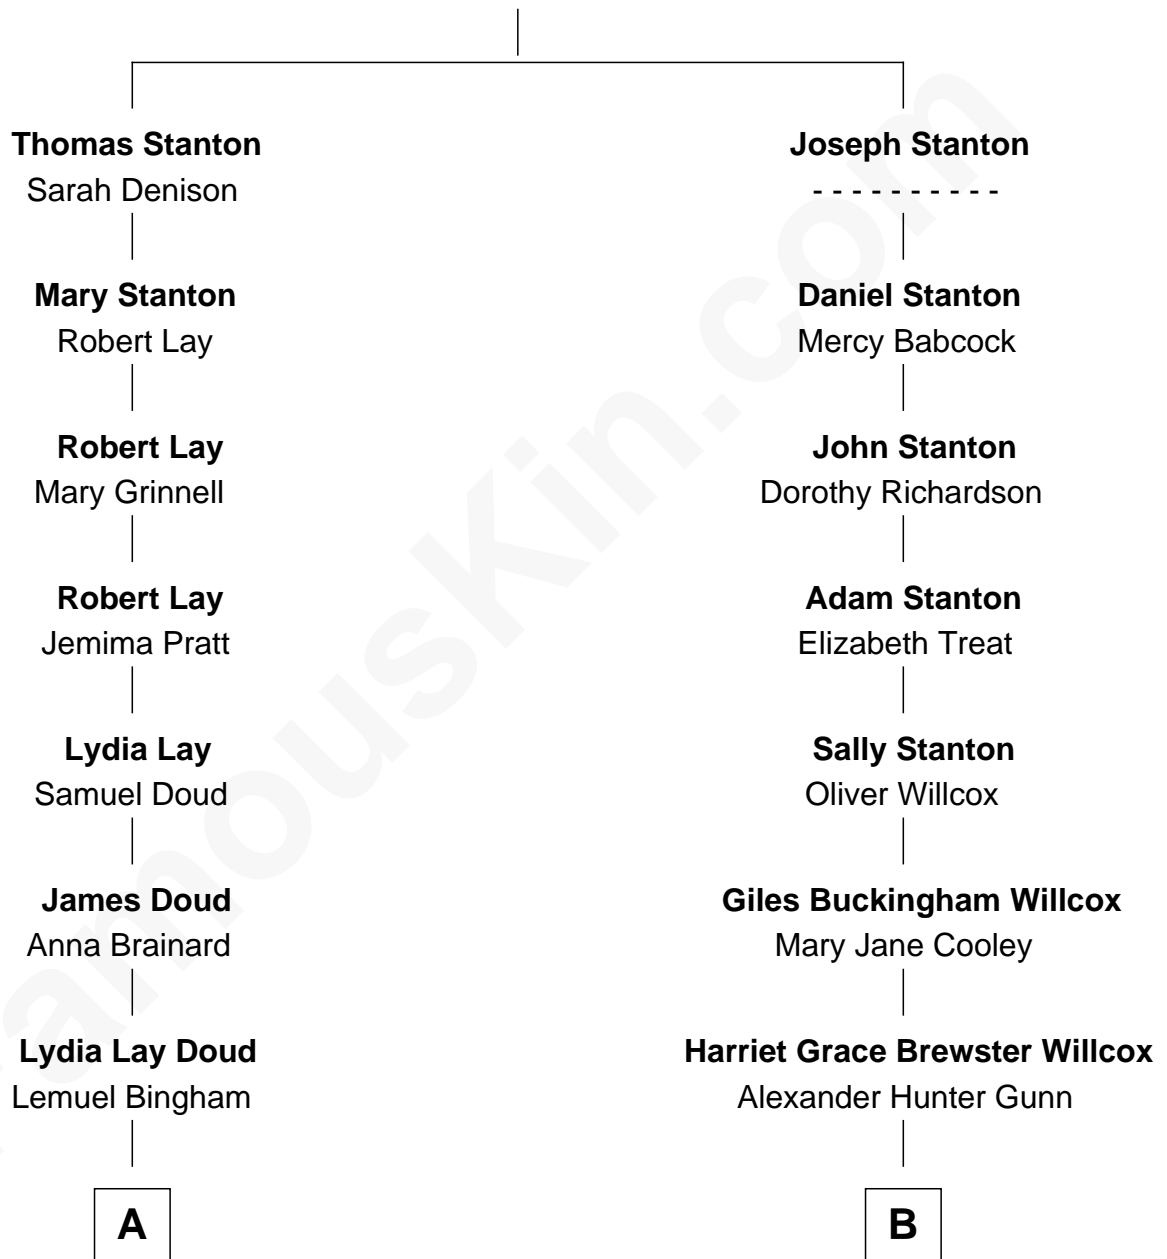 Thomas Stanton
Sarah Denison
Mary Stanton
Robert Lay
Robert Lay
Mary Grinnell
Robert Lay
Jemima Pratt
Lydia Lay
Samuel Doud
James Doud
Anna Brainard
Lydia Lay Doud
Lemuel Bingham
A
Joseph Stanton
- - - - - - - - - -
Daniel Stanton
Mercy Babcock
John Stanton
Dorothy Richardson
Adam Stanton
Elizabeth Treat
Sally Stanton
Oliver Willcox
Giles Buckingham Willcox
Mary Jane Cooley
Harriet Grace Brewster Willcox
Alexander Hunter Gunn
B
FamousKin.com